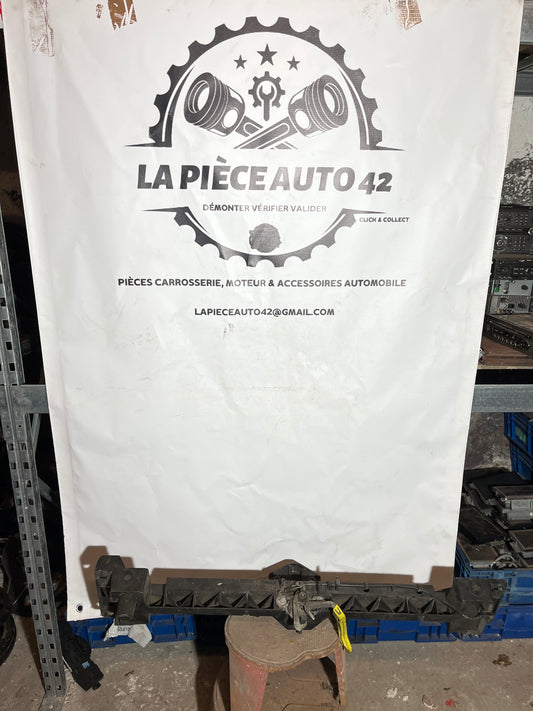 LA PIÈCE AUTO 42
DÉMONTER VÉRIFIER VALIDER
CLICK & COLLECT
PIÈCES CARROSSERIE, MOTEUR & ACCESSOIRES AUTOMOBILE
LAPIECEAUTO42@GMAIL.COM